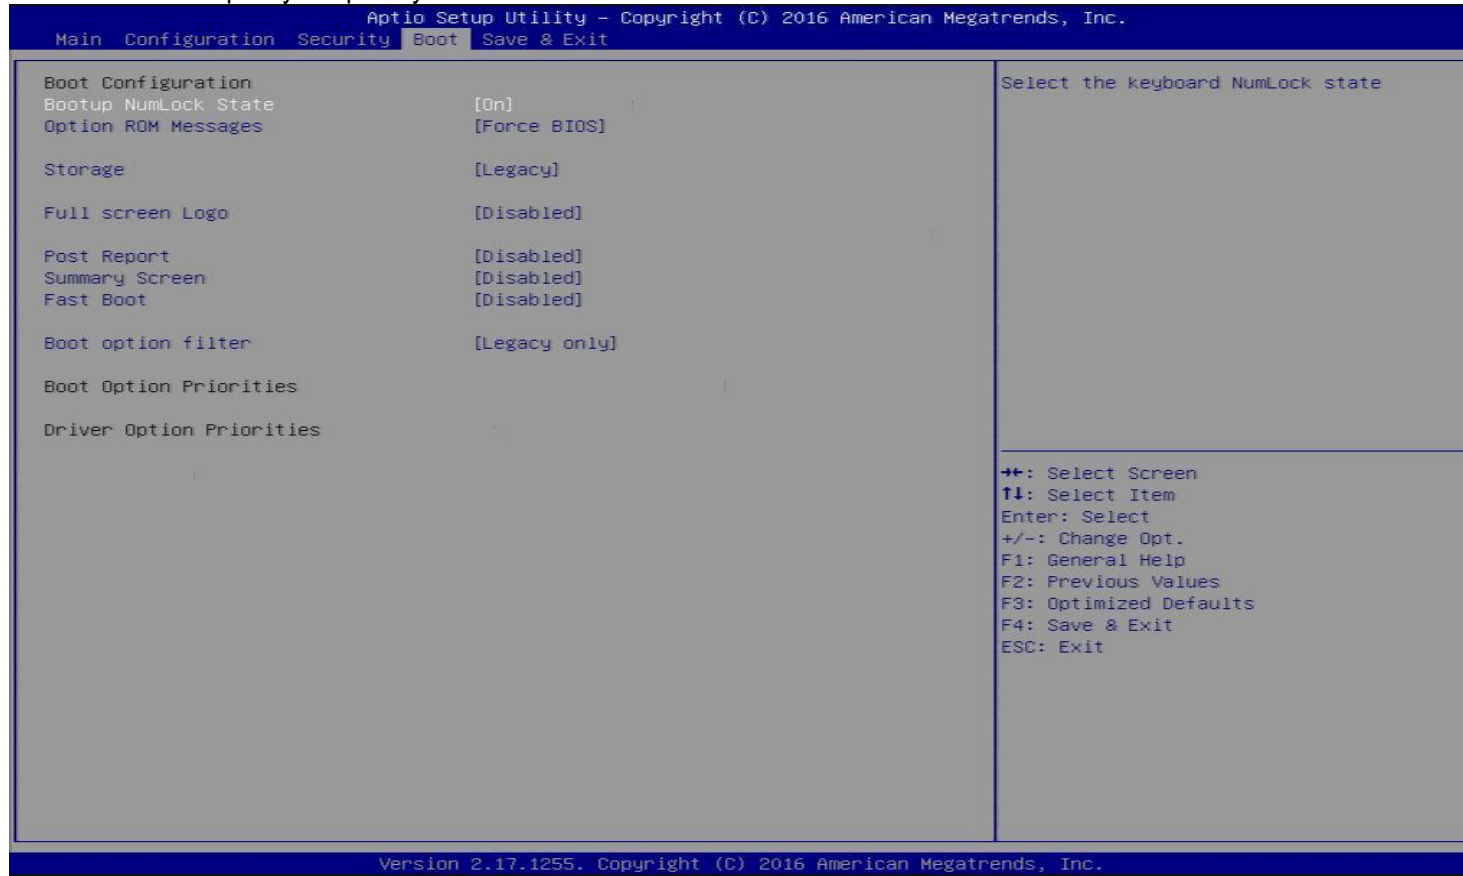 Aptio Setup Utility – Copyright (C) 2016 American Megatrends, Inc.
Main Configuration Security Boot Save & Exit
Boot Configuration
Bootup NumLock State [On]
Option ROM Messages [Force BIOS]
Storage [Legacy]
Full screen Logo [Disabled]
Post Report [Disabled]
Summary Screen [Disabled]
Fast Boot [Disabled]
Boot option filter [Legacy only]
Boot Option Priorities
Driver Option Priorities
Select the keyboard NumLock state
→←: Select Screen
↑↓: Select Item
Enter: Select
+/-: Change Opt.
F1: General Help
F2: Previous Values
F3: Optimized Defaults
F4: Save & Exit
ESC: Exit
Version 2.17.1255. Copyright (C) 2016 American Megatrends, Inc.